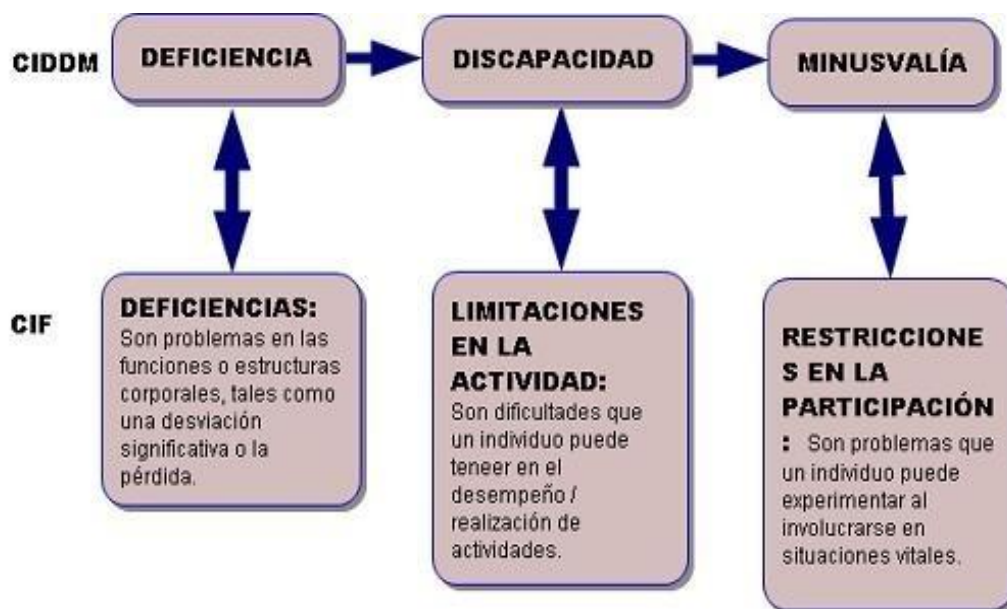 CIDDM
DEFICIENCIA
DISCAPACIDAD
MINUSVALÍA
CIF
DEFICIENCIAS:
Son problemas en las
funciones o estructuras
corporales, tales como
una desviación
significativa o la
pérdida.
LIMITACIONES
EN LA
ACTIVIDAD:
Son dificultades que
un individuo puede
teneer en el
desempeño /
realización de
actividades.
RESTRICCIONE
S EN LA
PARTICIPACIÓN
: Son problemas que
un individuo puede
experimentar al
involucrarse en
situaciones vitales.